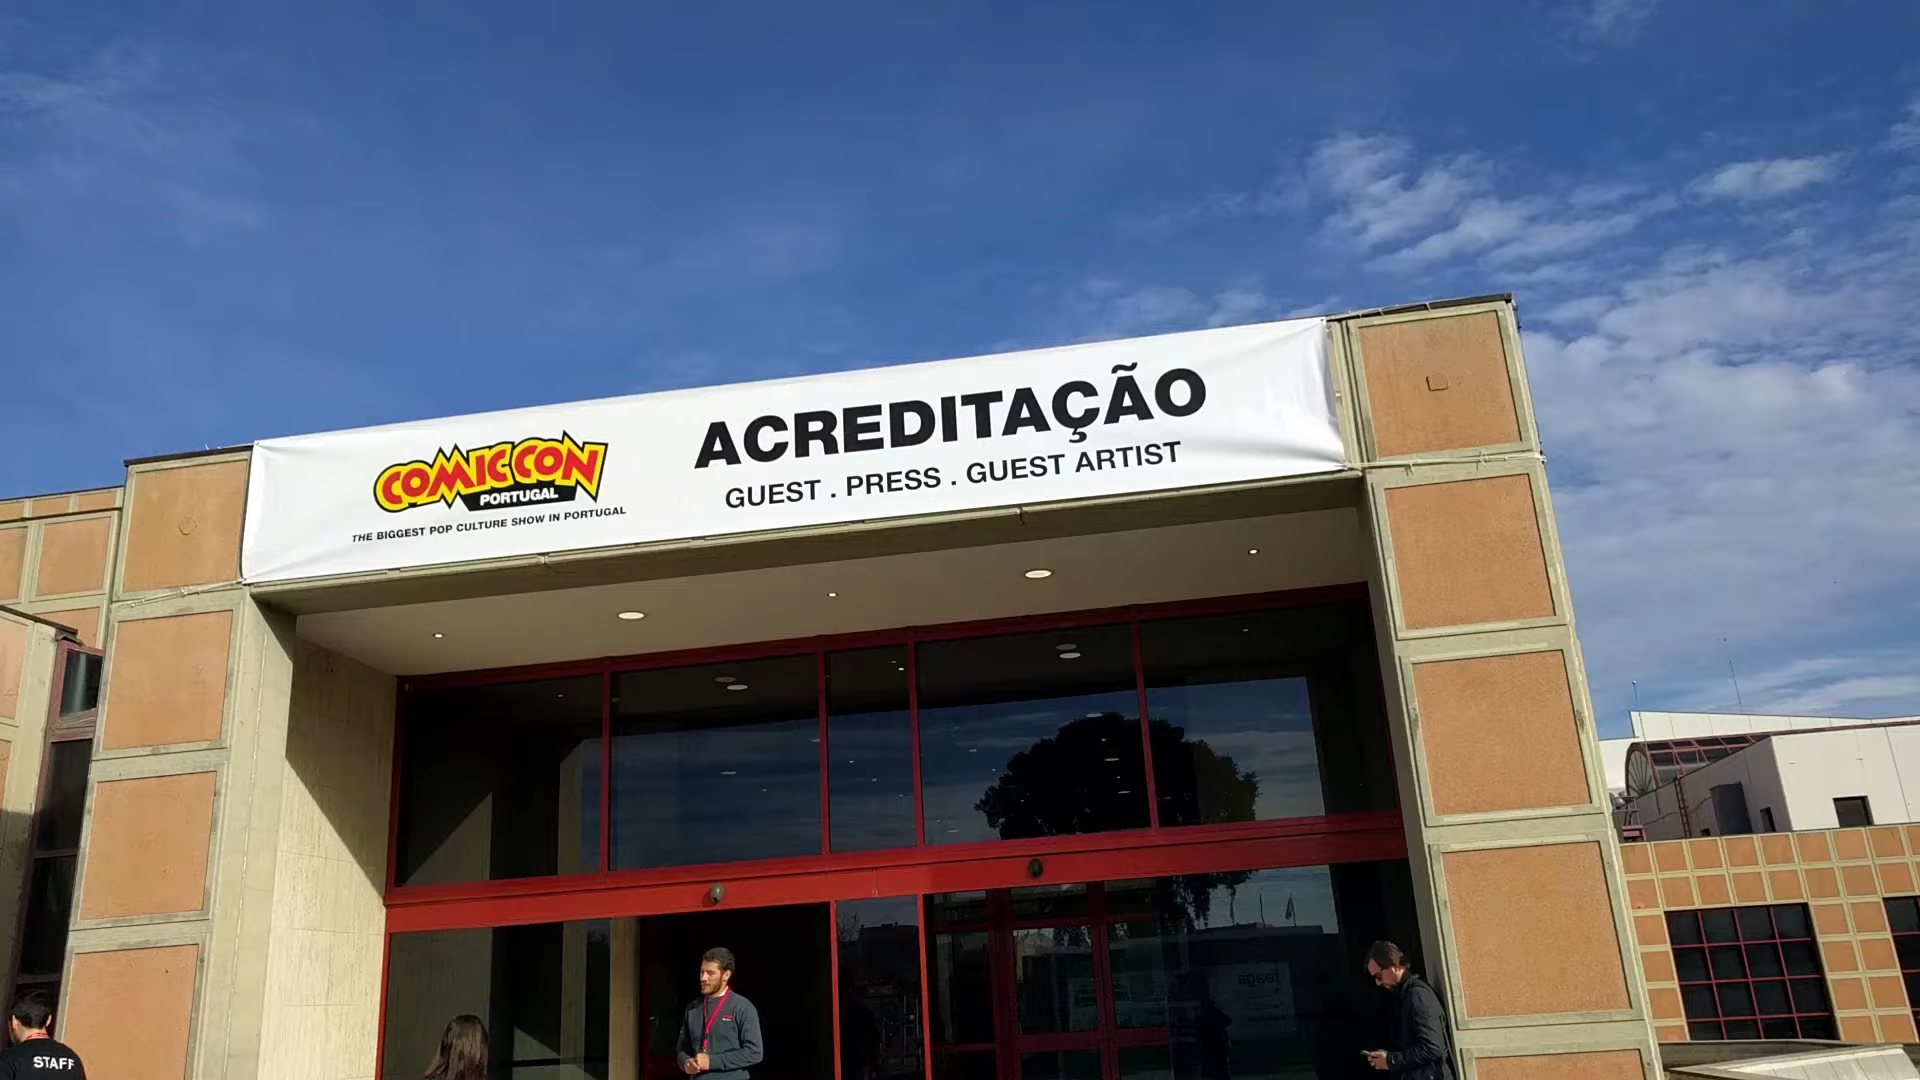 COMIC CON
PORTUGAL
THE BIGGEST POP CULTURE SHOW IN PORTUGAL
ACREDITAÇÃO
GUEST . PRESS . GUEST ARTIST
STAFF